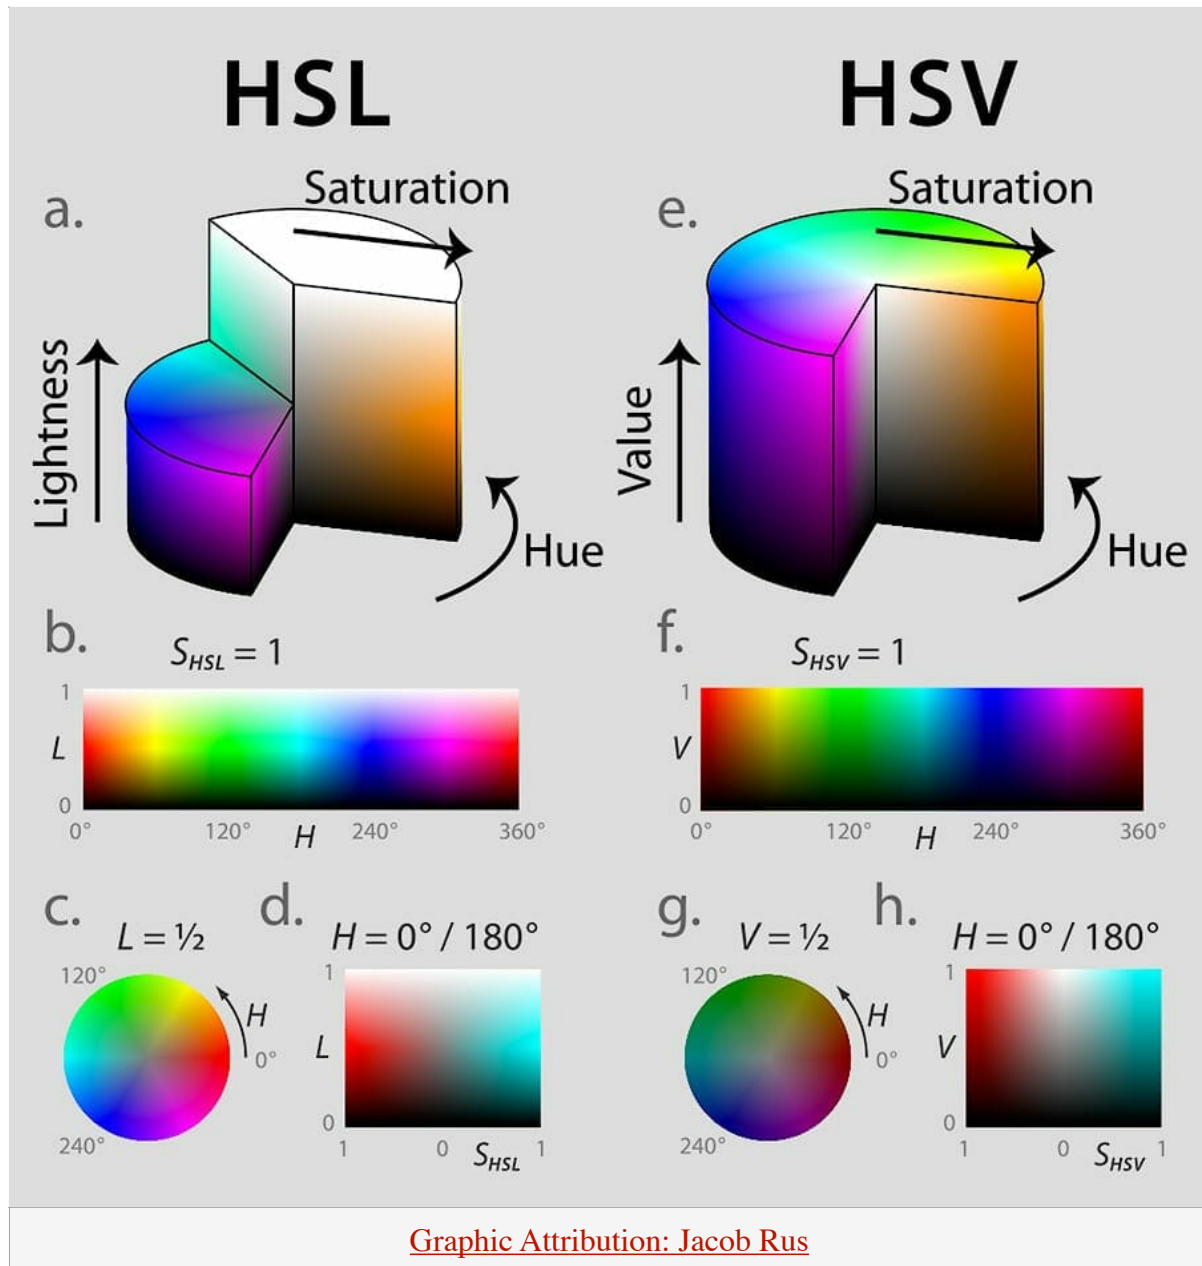 HSL
HSV
a.
Saturation
Lightness
Hue
e.
Saturation
Value
Hue
b.
S_HSL = 1
1
L
0
0° 120° H 240° 360°
f.
S_HSV = 1
1
V
0
0° 120° H 240° 360°
c.
L = ½
120°
H
0°
240°
d.
H = 0° / 180°
1
L
0
1 0 S_HSL 1
g.
V = ½
120°
H
0°
240°
h.
H = 0° / 180°
1
V
0
1 0 S_HSV 1
Graphic Attribution: Jacob Rus